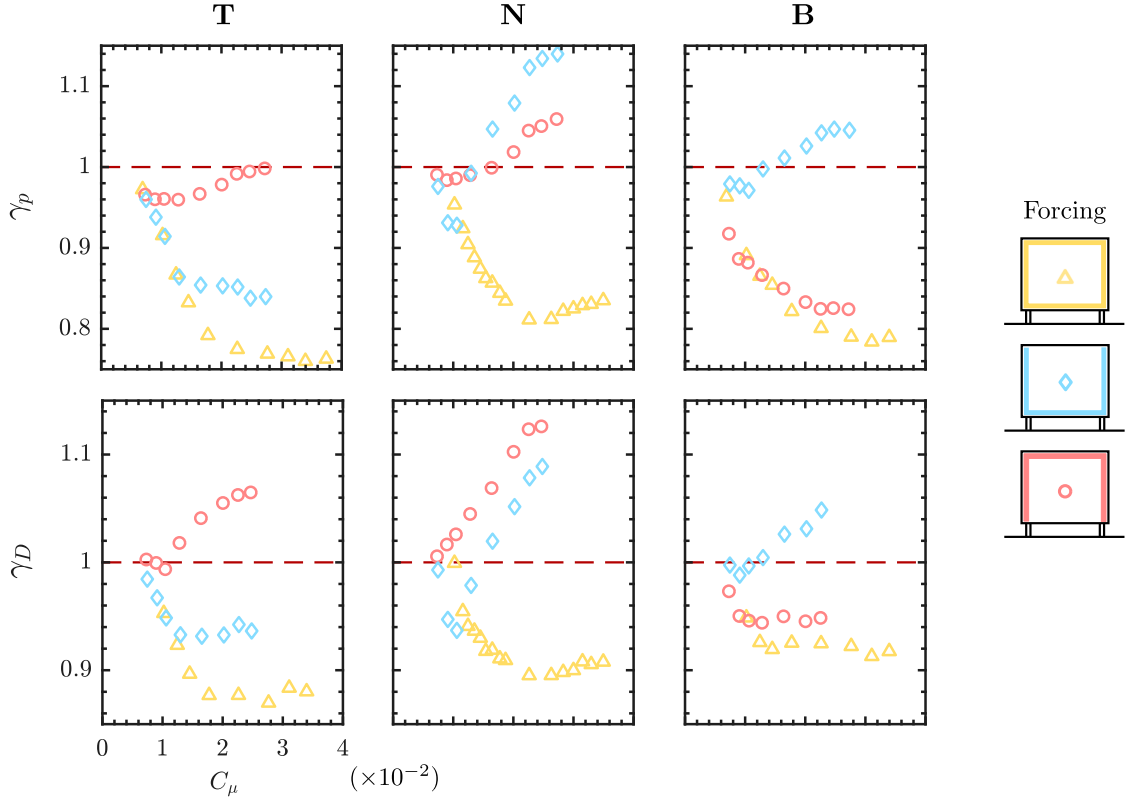 T N B
1.1
1
0.9
0.8
γp
Forcing
1.1
1
0.9
γD
0 1 2 3 4
Cμ (×10−2)